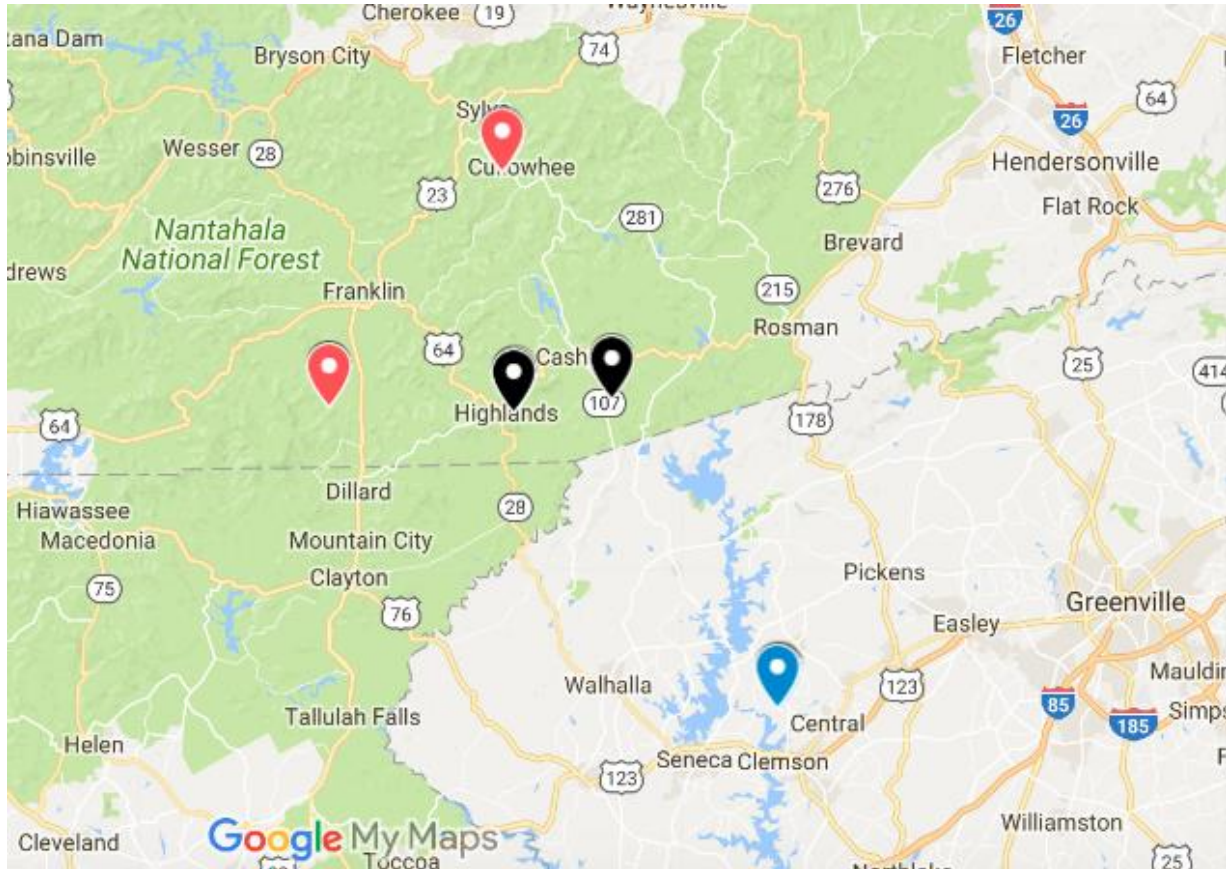 Cherokee
19
26
tana Dam
Bryson City
74
Fletcher
64
26
Sylva
obinsville
Wesser
28
Cullowhee
Hendersonville
23
276
Flat Rock
281
Nantahala
National Forest
Brevard
drews
Franklin
215
Rosman
64
Cash
25
414
Highlands
107
178
64
Dillard
Hiawassee
28
Macedonia
Mountain City
Clayton
Pickens
75
76
Greenville
Easley
Walhalla
123
Mauldin
85
Tallulah Falls
Central
185
Simps
Helen
Seneca
Clemson
123
Williamston
Cleveland
Google My Maps
Toccoa
25